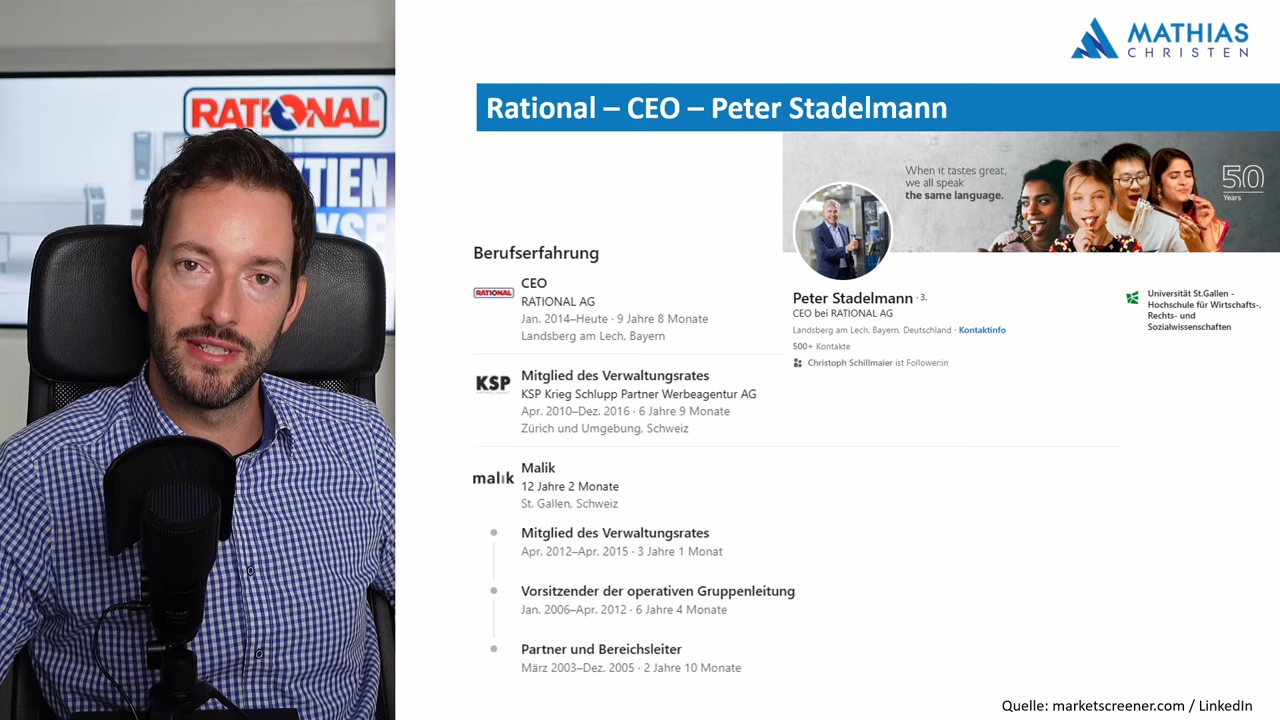 MATHIAS
CHRISTEN
RATIONAL
Rational – CEO – Peter Stadelmann
When it tastes great,
we all speak
the same language.
50
Years
Berufserfahrung
RATIONAL
CEO
RATIONAL AG
Jan. 2014–Heute · 9 Jahre 8 Monate
Landsberg am Lech, Bayern
KSP
Mitglied des Verwaltungsrates
KSP Krieg Schlupp Partner Werbeagentur AG
Apr. 2010–Dez. 2016 · 6 Jahre 9 Monate
Zürich und Umgebung, Schweiz
malik
Malik
12 Jahre 2 Monate
St. Gallen, Schweiz
Mitglied des Verwaltungsrates
Apr. 2012–Apr. 2015 · 3 Jahre 1 Monat
Vorsitzender der operativen Gruppenleitung
Jan. 2006–Apr. 2012 · 6 Jahre 4 Monate
Partner und Bereichsleiter
März 2003–Dez. 2005 · 2 Jahre 10 Monate
Peter Stadelmann · 3.
CEO bei RATIONAL AG
Landsberg am Lech, Bayern, Deutschland · Kontaktinfo
500+ Kontakte
Christoph Schillmaier ist Follower:in
Universität St.Gallen -
Hochschule für Wirtschafts-,
Rechts- und
Sozialwissenschaften
Quelle: marketscreener.com / LinkedIn